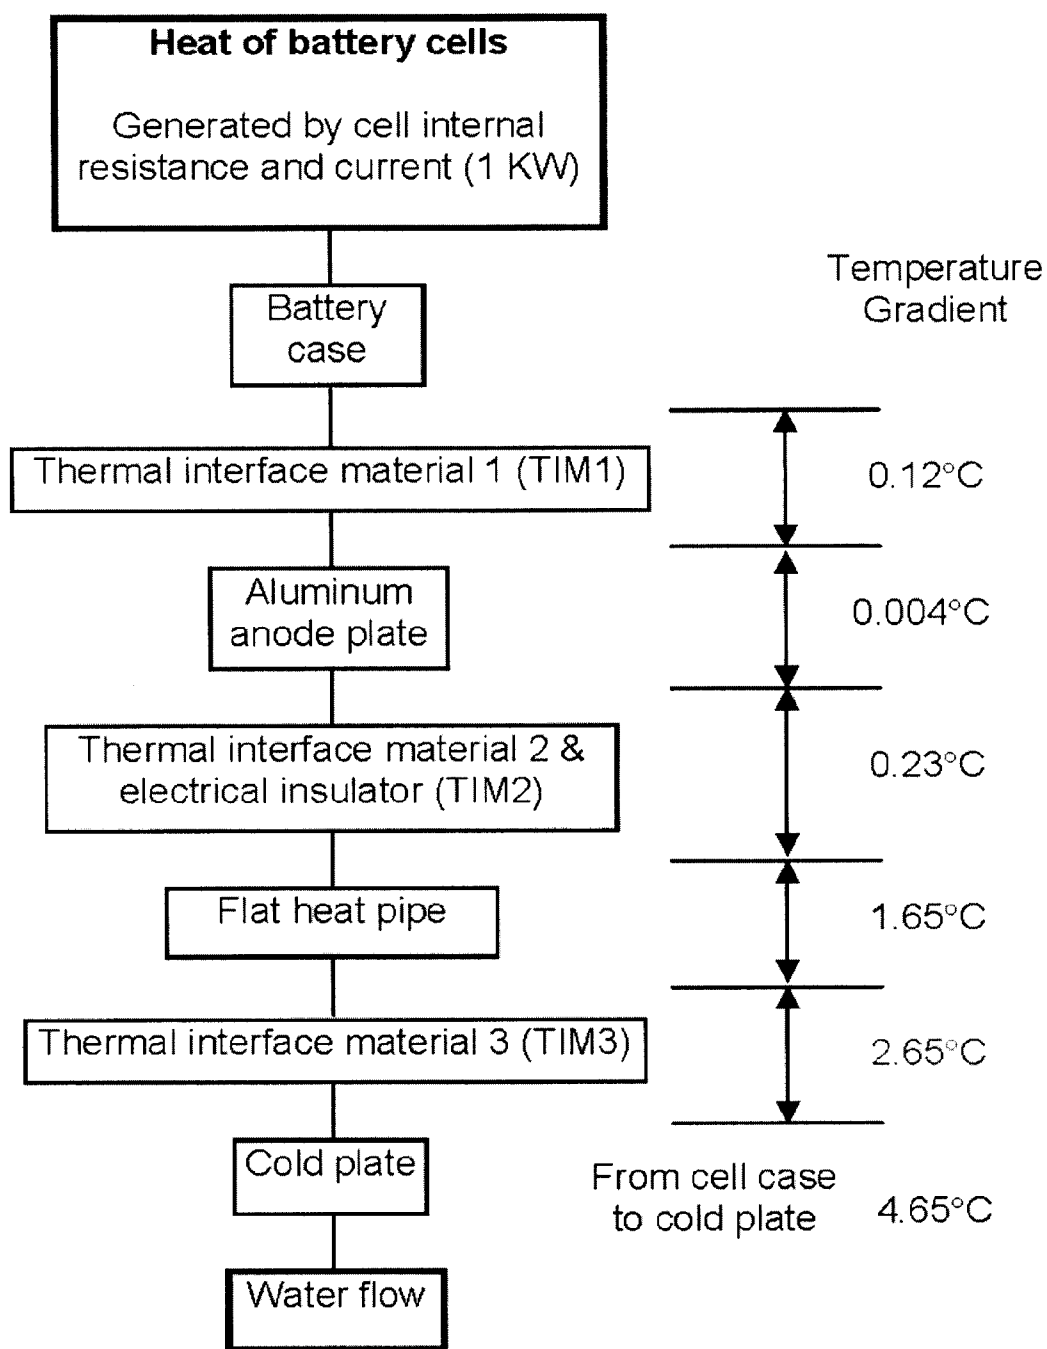 Heat of battery cells
Generated by cell internal
resistance and current (1 KW)
Temperature
Gradient
Battery
case
Thermal interface material 1 (TIM1)
0.12°C
Aluminum
anode plate
0.004°C
Thermal interface material 2 &
electrical insulator (TIM2)
0.23°C
Flat heat pipe
1.65°C
Thermal interface material 3 (TIM3)
2.65°C
Cold plate
From cell case
to cold plate
4.65°C
Water flow